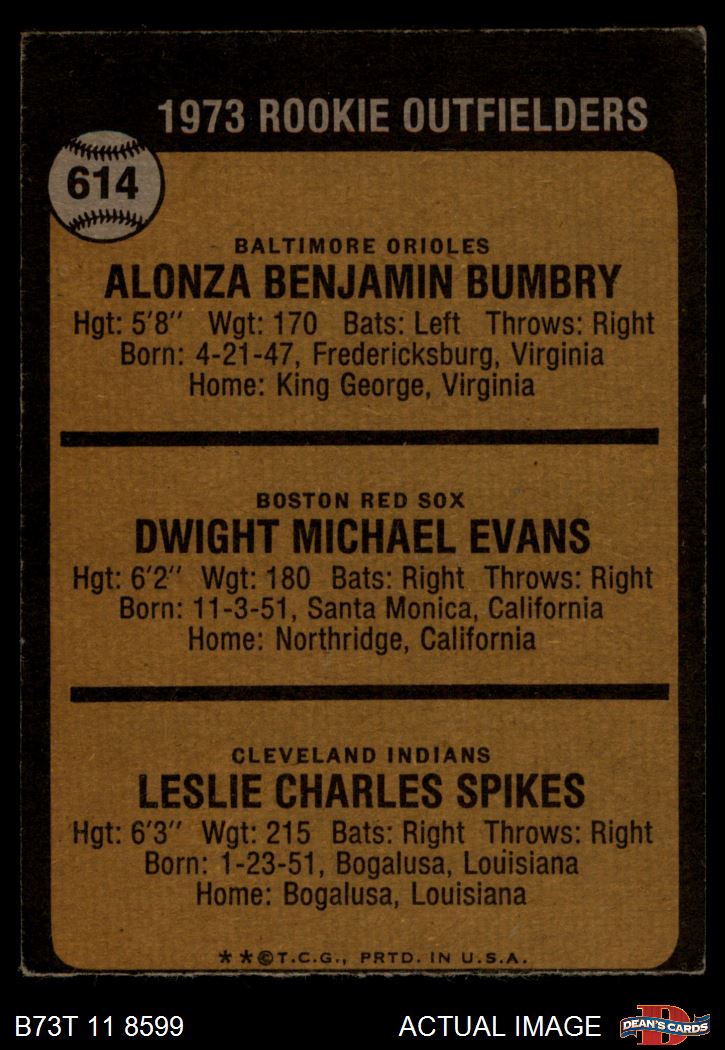 1973 ROOKIE OUTFIELDERS
614
BALTIMORE ORIOLES
ALONZA BENJAMIN BUMBRY
Hgt: 5'8" Wgt: 170 Bats: Left Throws: Right
Born: 4-21-47, Fredericksburg, Virginia
Home: King George, Virginia
BOSTON RED SOX
DWIGHT MICHAEL EVANS
Hgt: 6'2" Wgt: 180 Bats: Right Throws: Right
Born: 11-3-51, Santa Monica, California
Home: Northridge, California
CLEVELAND INDIANS
LESLIE CHARLES SPIKES
Hgt: 6'3" Wgt: 215 Bats: Right Throws: Right
Born: 1-23-51, Bogalusa, Louisiana
Home: Bogalusa, Louisiana
**©T.C.G., PRTD. IN U.S.A.
B73T 11 8599 ACTUAL IMAGE D DEAN'S CARDS